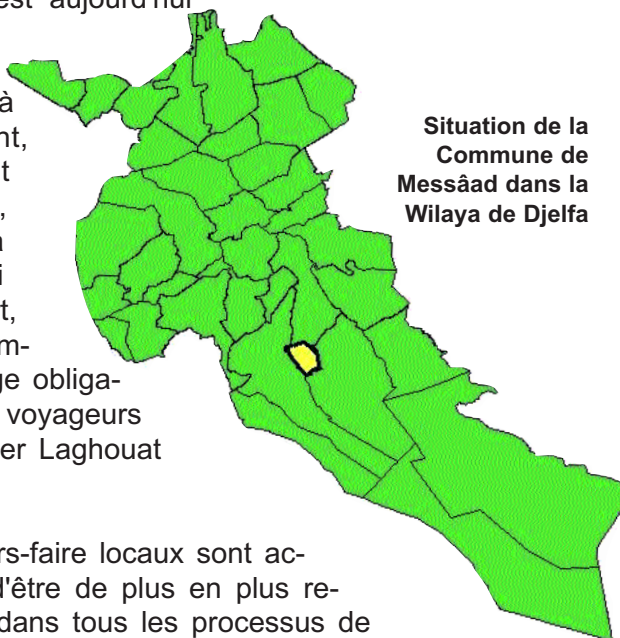 est aujourd'hui
à
nt,
t
,
Situation de la
Commune de
Messâad dans la
Wilaya de Djelfa
a
i
t,
m-
ge obliga-
voyageurs
er Laghouat
rs-faire locaux sont ac-
d'être de plus en plus re-
dans tous les processus de